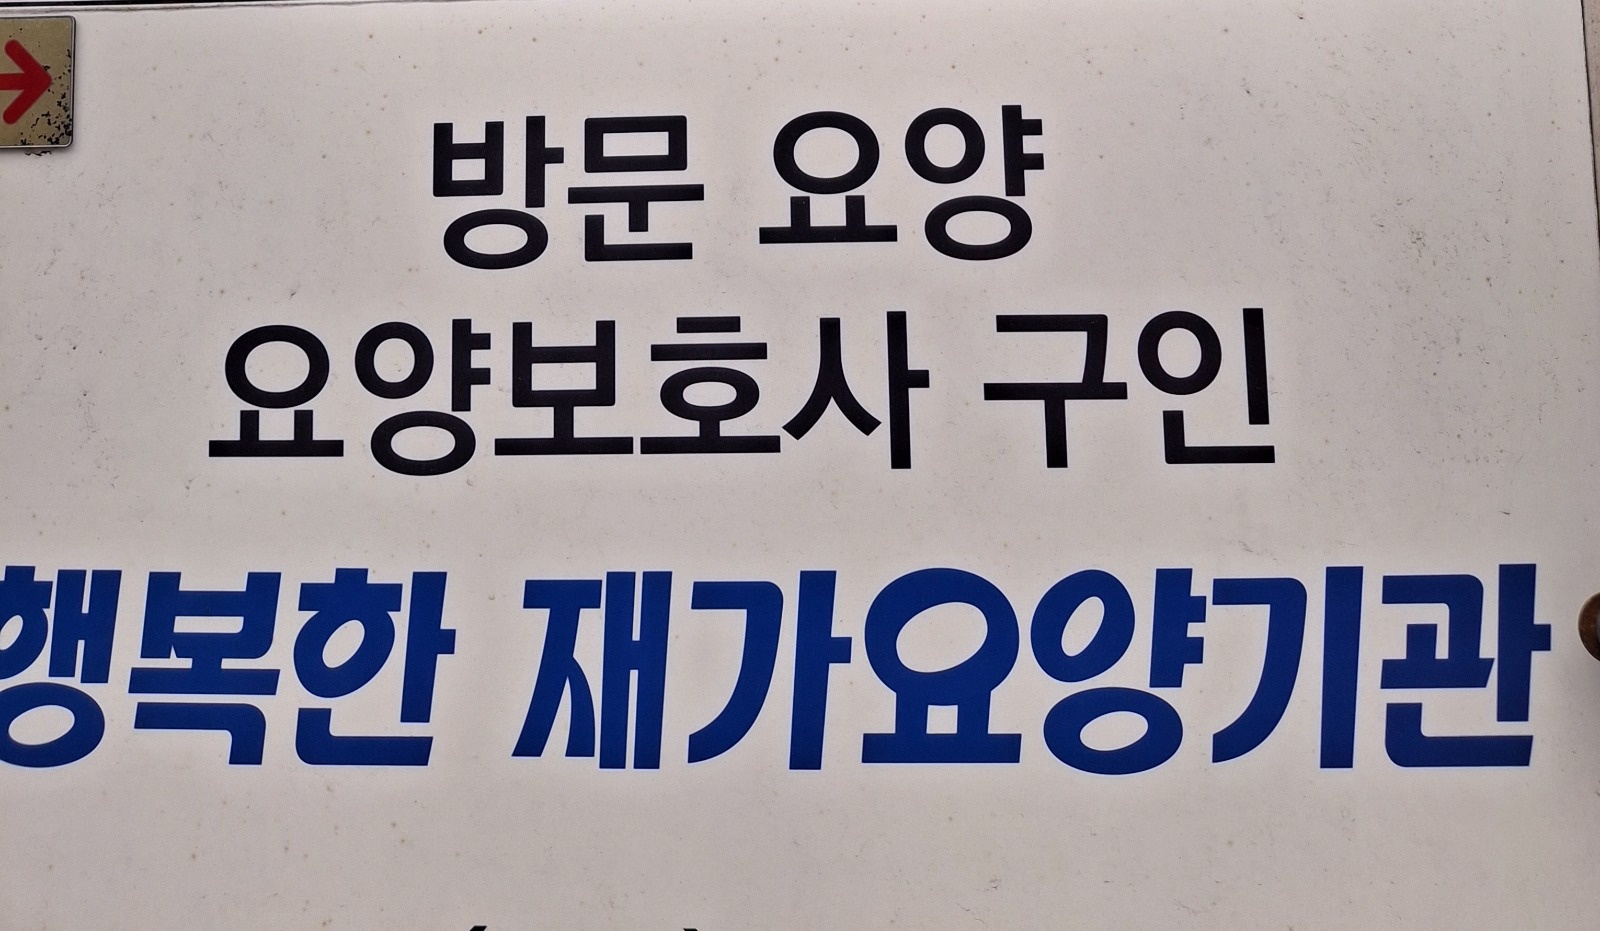 방문 요양
요양보호사 구인
행복한 재가요양기관